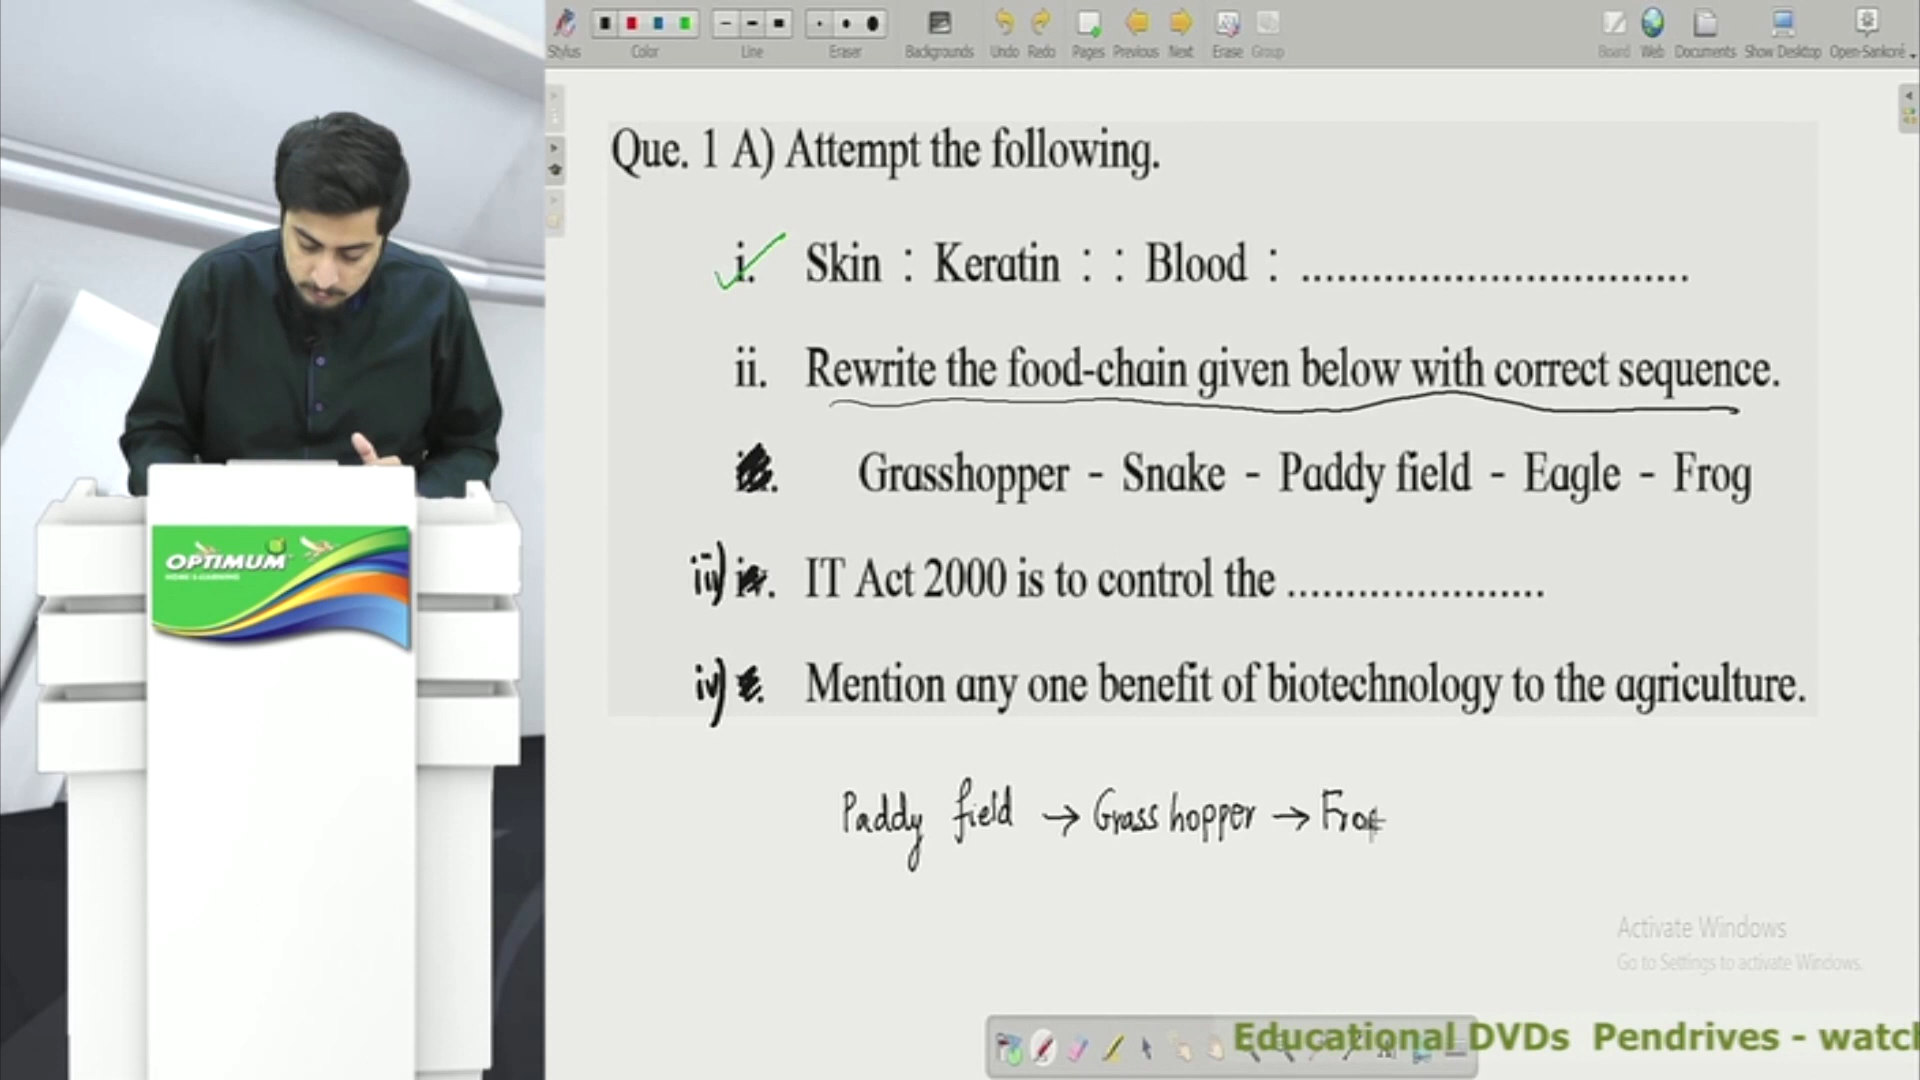 Stylus Color Line Eraser Backgrounds Undo Redo Pages Previous Next Erase Group Board Web Documents Show Desktop Open-Sankoré
Que. 1 A) Attempt the following.
i. Skin : Keratin : : Blood : .................................
ii. Rewrite the food-chain given below with correct sequence.
Grasshopper - Snake - Paddy field - Eagle - Frog
iii) IT Act 2000 is to control the ......................
iv) Mention any one benefit of biotechnology to the agriculture.
Paddy field → Grasshopper → Frog
OPTIMUM
Activate Windows
Go to Settings to activate Windows.
Educational DVDs Pendrives - watch